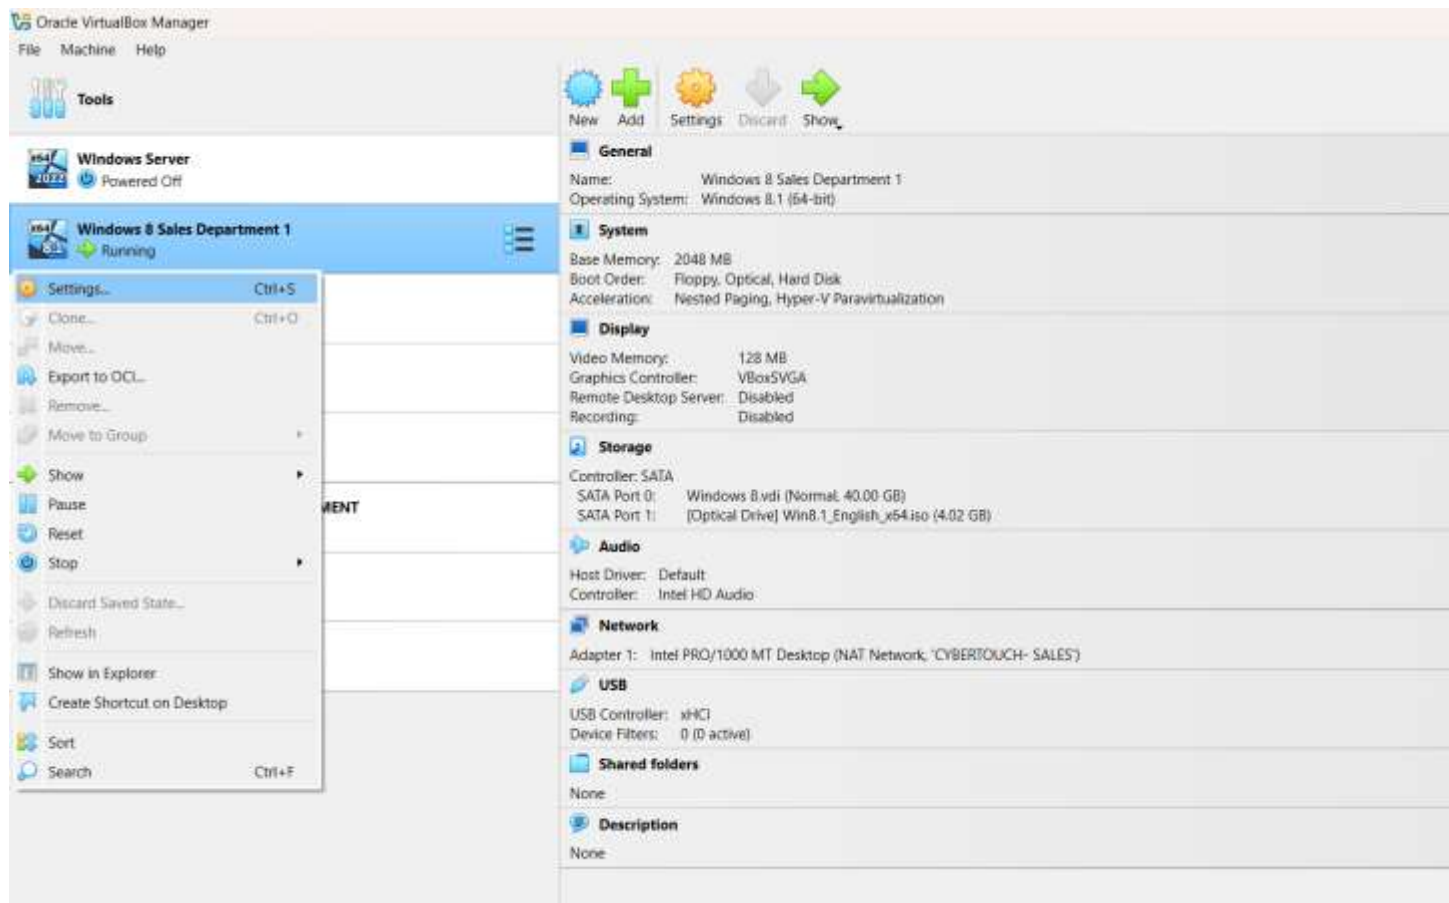 Oracle VirtualBox Manager
File Machine Help
Tools
Windows Server
Powered Off
Windows 8 Sales Department 1
Running
Settings... Ctrl+S
Clone... Ctrl+O
Move...
Export to OCI...
Remove...
Move to Group
Show
Pause
Reset
Stop
Discard Saved State...
Refresh
Show in Explorer
Create Shortcut on Desktop
Sort
Search Ctrl+F
MENT
New Add Settings Discard Show
General
Name: Windows 8 Sales Department 1
Operating System: Windows 8.1 (64-bit)
System
Base Memory: 2048 MB
Boot Order: Floppy, Optical, Hard Disk
Acceleration: Nested Paging, Hyper-V Paravirtualization
Display
Video Memory: 128 MB
Graphics Controller: VBoxSVGA
Remote Desktop Server: Disabled
Recording: Disabled
Storage
Controller: SATA
SATA Port 0: Windows 8.vdi (Normal, 40.00 GB)
SATA Port 1: [Optical Drive] Win8.1_English_x64.iso (4.02 GB)
Audio
Host Driver: Default
Controller: Intel HD Audio
Network
Adapter 1: Intel PRO/1000 MT Desktop (NAT Network, 'CYBERTOUCH- SALES')
USB
USB Controller: xHCI
Device Filters: 0 (0 active)
Shared folders
None
Description
None